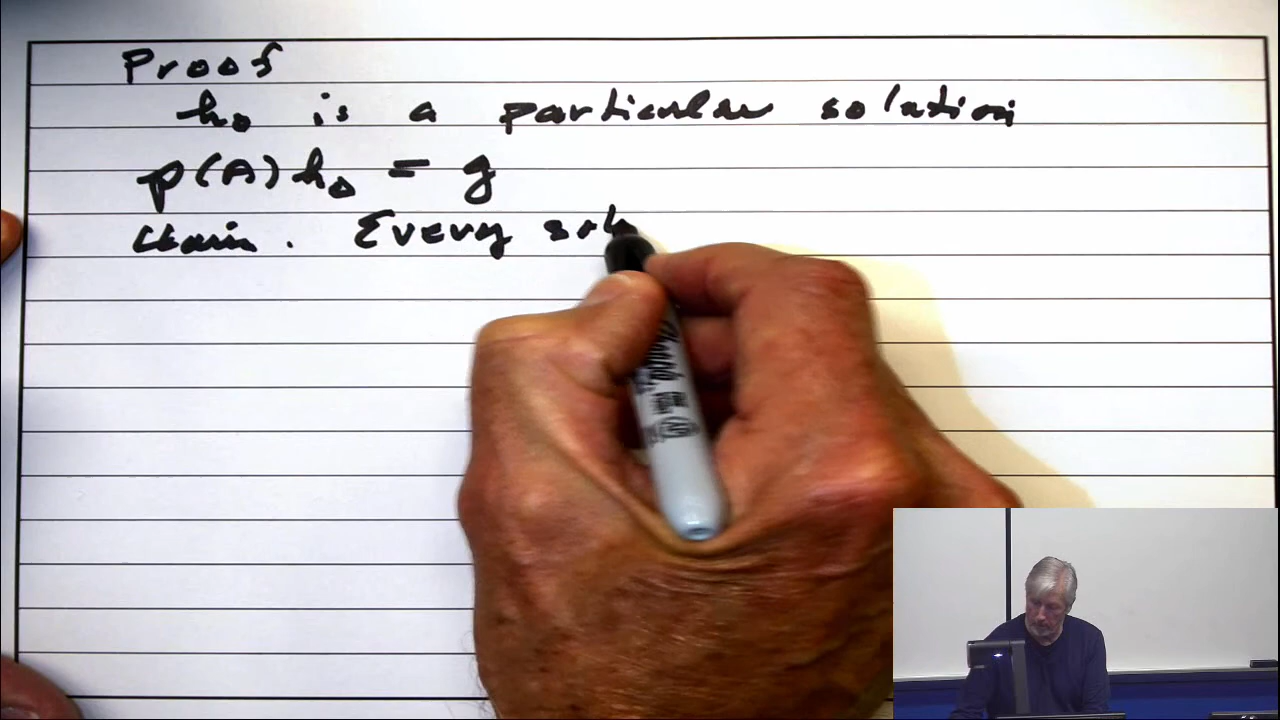 Proof
h₀ is a particular solution
p(A)h₀ = g
Claim. Every sol